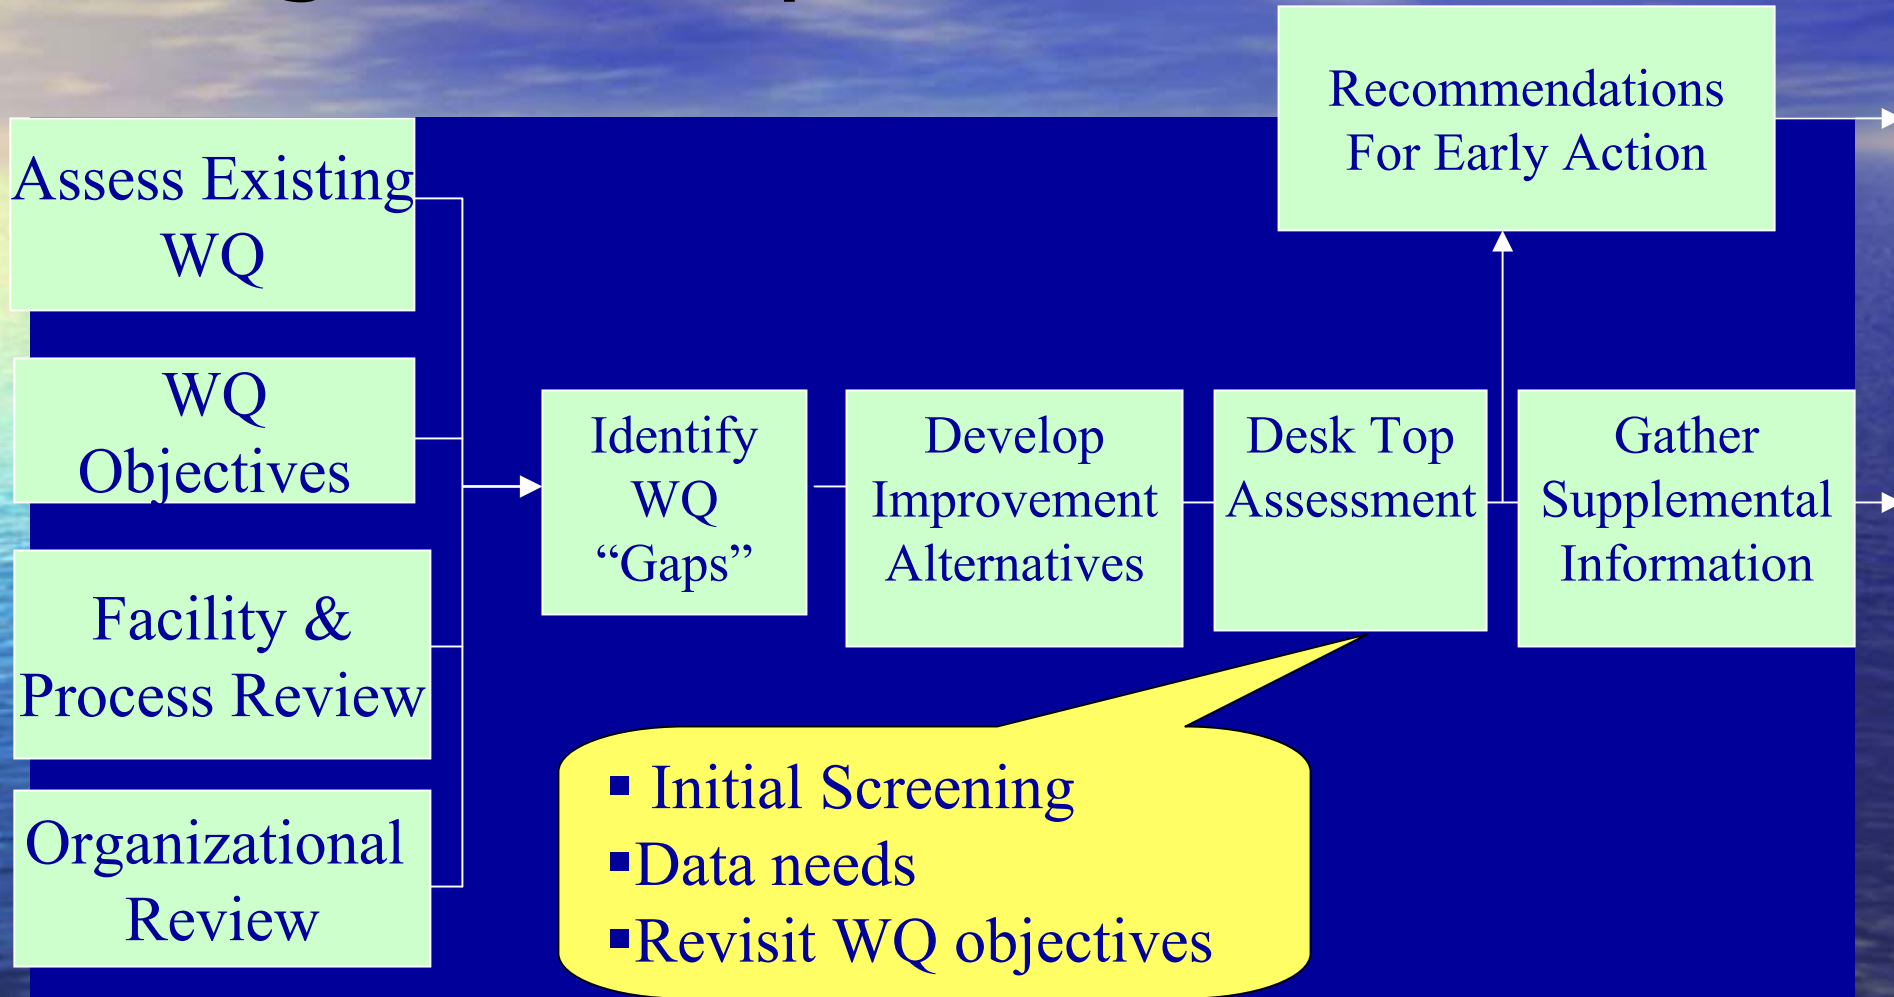 Recommendations
For Early Action
Assess Existing
WQ
WQ
Objectives
Facility &
Process Review
Organizational
Review
Identify
WQ
“Gaps”
Develop
Improvement
Alternatives
Desk Top
Assessment
Gather
Supplemental
Information
▪ Initial Screening
▪Data needs
▪Revisit WQ objectives